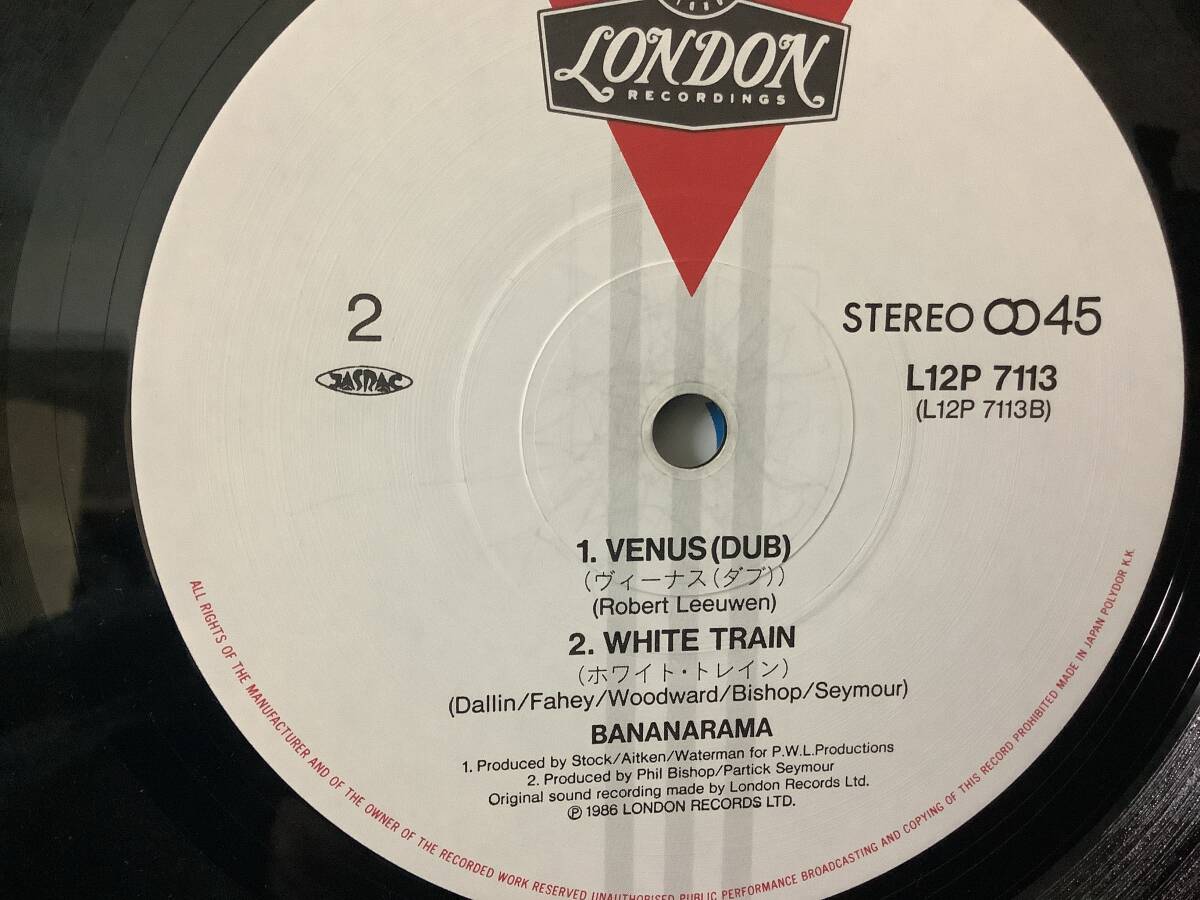 LONDON
RECORDINGS
2
JASRAC
STEREO 45
L12P 7113
(L12P 7113B)
1. VENUS (DUB)
(ヴィーナス(ダブ))
(Robert Leeuwen)
2. WHITE TRAIN
(ホワイト・トレイン)
(Dallin/Fahey/Woodward/Bishop/Seymour)
BANANARAMA
1. Produced by Stock/Aitken/Waterman for P.W.L.Productions
2. Produced by Phil Bishop/Partick Seymour
Original sound recording made by London Records Ltd.
℗ 1986 LONDON RECORDS LTD.
ALL RIGHTS OF THE MANUFACTURER AND OF THE OWNER OF THE RECORDED WORK RESERVED UNAUTHORISED PUBLIC PERFORMANCE BROADCASTING AND COPYING OF THIS RECORD PROHIBITED MADE IN JAPAN POLYDOR K.K.